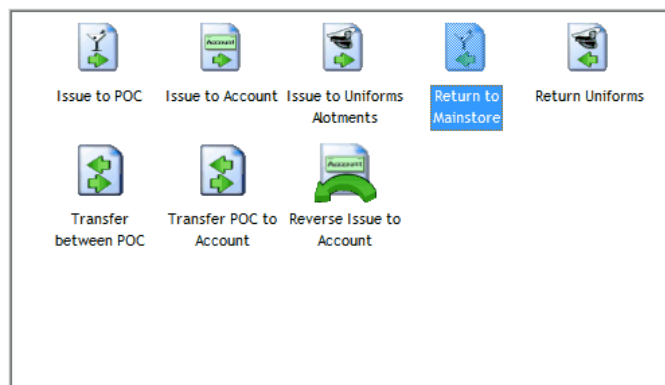 Account
Issue to POC
Issue to Account
Issue to Uniforms
Alotments
Return to
Mainstore
Return Uniforms
Account
Transfer
between POC
Transfer POC to
Account
Reverse Issue to
Account